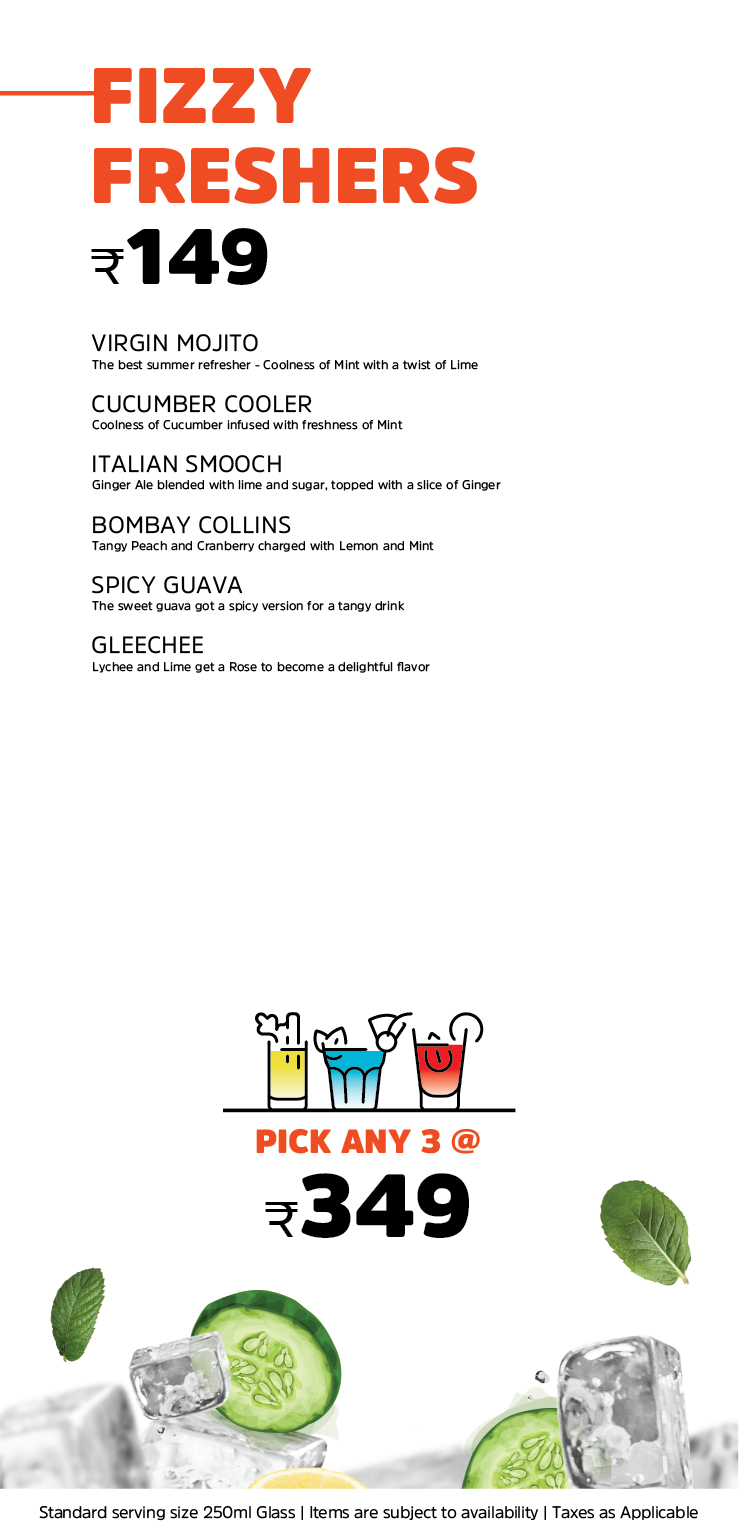 FIZZY
FRESHERS
₹149
VIRGIN MOJITO
The best summer refresher - Coolness of Mint with a twist of Lime
CUCUMBER COOLER
Coolness of Cucumber infused with freshness of Mint
ITALIAN SMOOCH
Ginger Ale blended with lime and sugar, topped with a slice of Ginger
BOMBAY COLLINS
Tangy Peach and Cranberry charged with Lemon and Mint
SPICY GUAVA
The sweet guava got a spicy version for a tangy drink
GLEECHEE
Lychee and Lime get a Rose to become a delightful flavor
PICK ANY 3 @
₹349
Standard serving size 250ml Glass | Items are subject to availability | Taxes as Applicable